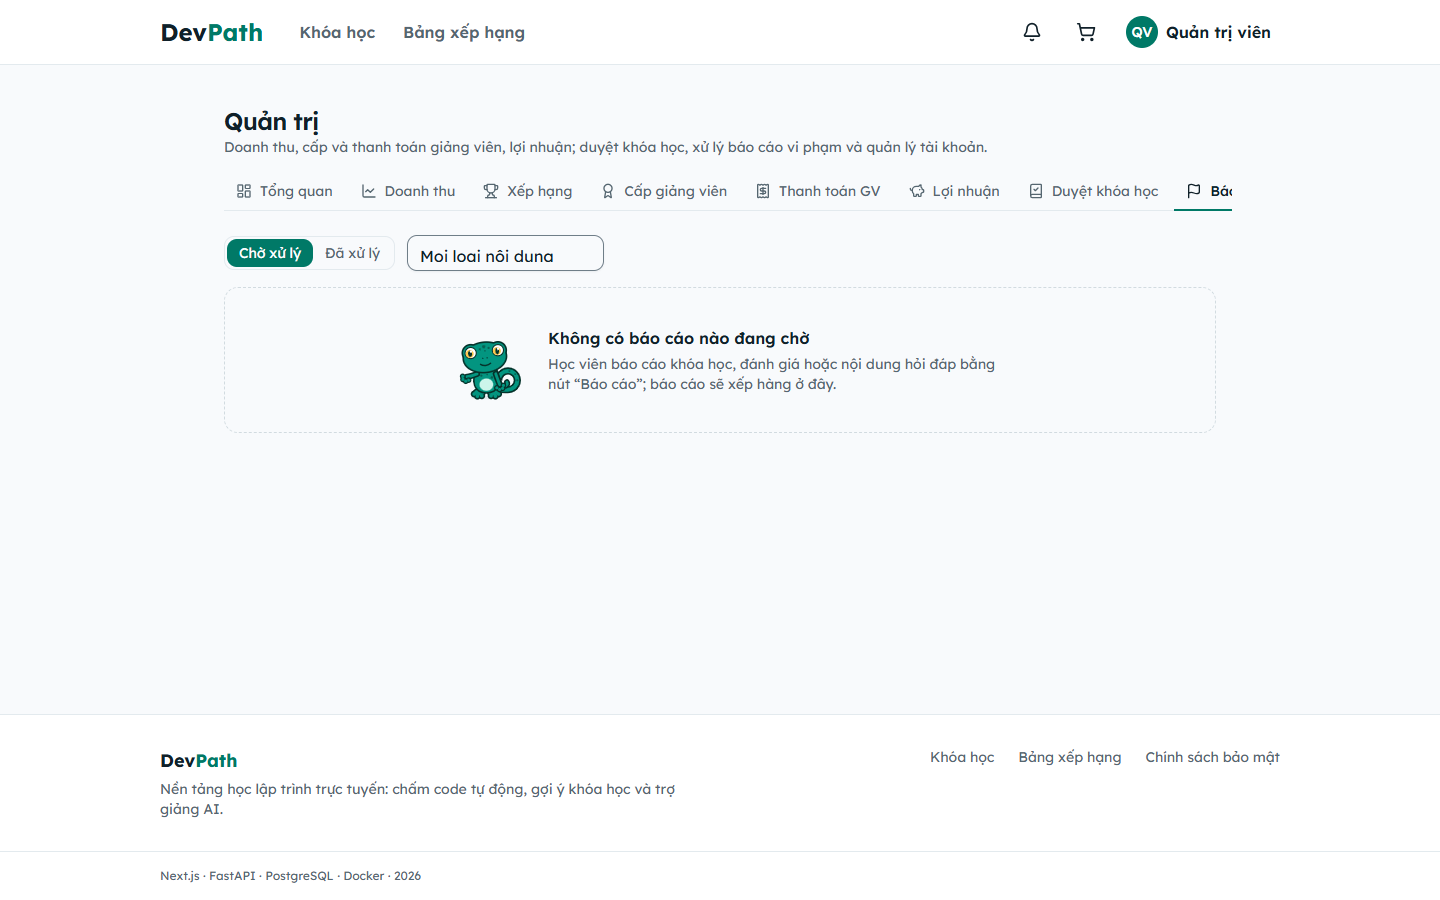 DevPath Khóa học Bảng xếp hạng QV Quản trị viên
Quản trị
Doanh thu, cấp và thanh toán giảng viên, lợi nhuận; duyệt khóa học, xử lý báo cáo vi phạm và quản lý tài khoản.
Tổng quan Doanh thu Xếp hạng Cấp giảng viên Thanh toán GV Lợi nhuận Duyệt khóa học
Chờ xử lý Đã xử lý
Không có báo cáo nào đang chờ
Học viên báo cáo khóa học, đánh giá hoặc nội dung hỏi đáp bằng
nút “Báo cáo”; báo cáo sẽ xếp hàng ở đây.
DevPath Khóa học Bảng xếp hạng Chính sách bảo mật
Nền tảng học lập trình trực tuyến: chấm code tự động, gợi ý khóa học và trợ
giảng AI.
Next.js · FastAPI · PostgreSQL · Docker · 2026